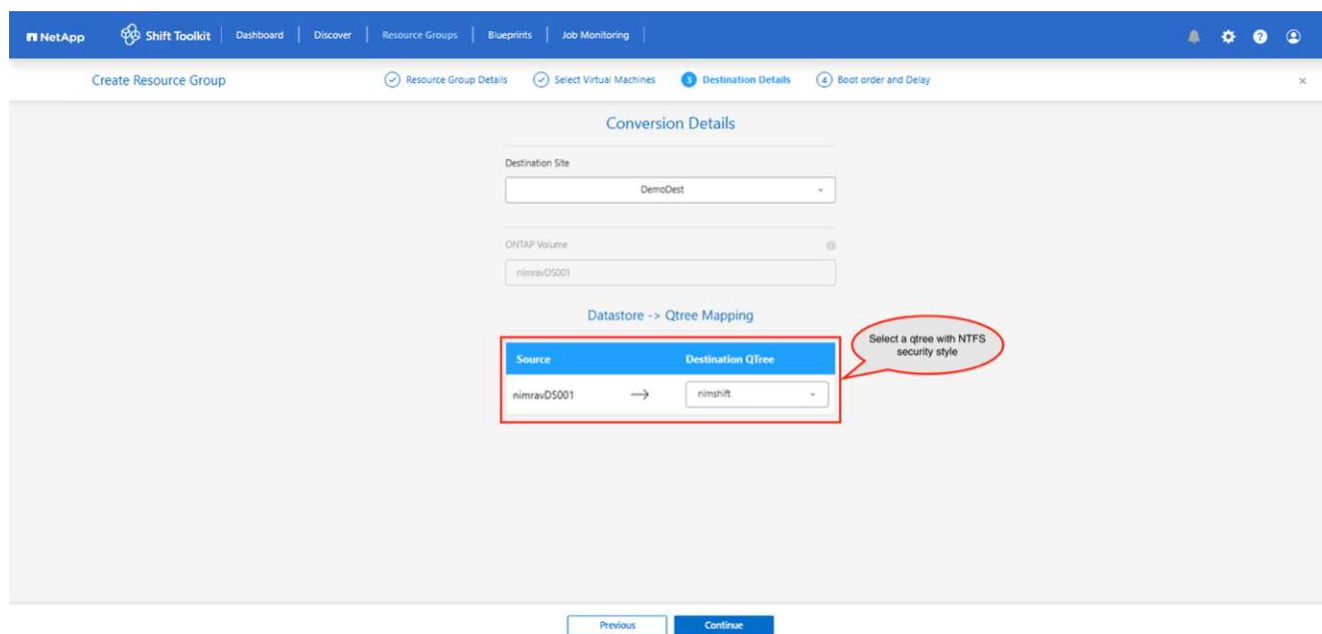 NetApp Shift Toolkit Dashboard Discover Resource Groups Blueprints Job Monitoring
Create Resource Group Resource Group Details Select Virtual Machines 3 Destination Details 4 Boot order and Delay
Conversion Details
Destination Site
DemoDest
ONTAP Volume
nimravDS001
Datastore -> Qtree Mapping
Source Destination QTree
nimravDS001 → nimshift
Select a qtree with NTFS
security style
Previous Continue